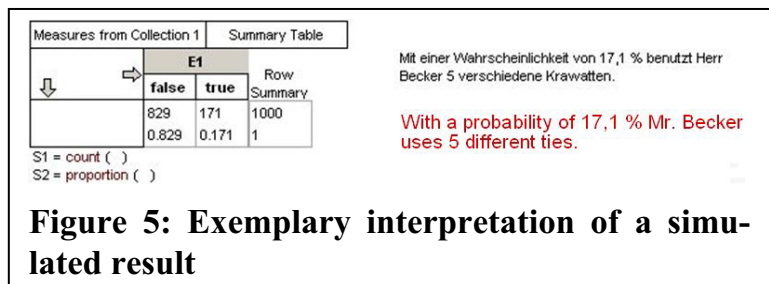 Measures from Collection 1 Summary Table
E1
false true Row Summary
829 171 1000
0.829 0.171 1
S1 = count ( )
S2 = proportion ( )
Mit einer Wahrscheinlichkeit von 17,1 % benutzt Herr
Becker 5 verschiedene Krawatten.
With a probability of 17,1 % Mr. Becker
uses 5 different ties.
Figure 5: Exemplary interpretation of a simu-
lated result